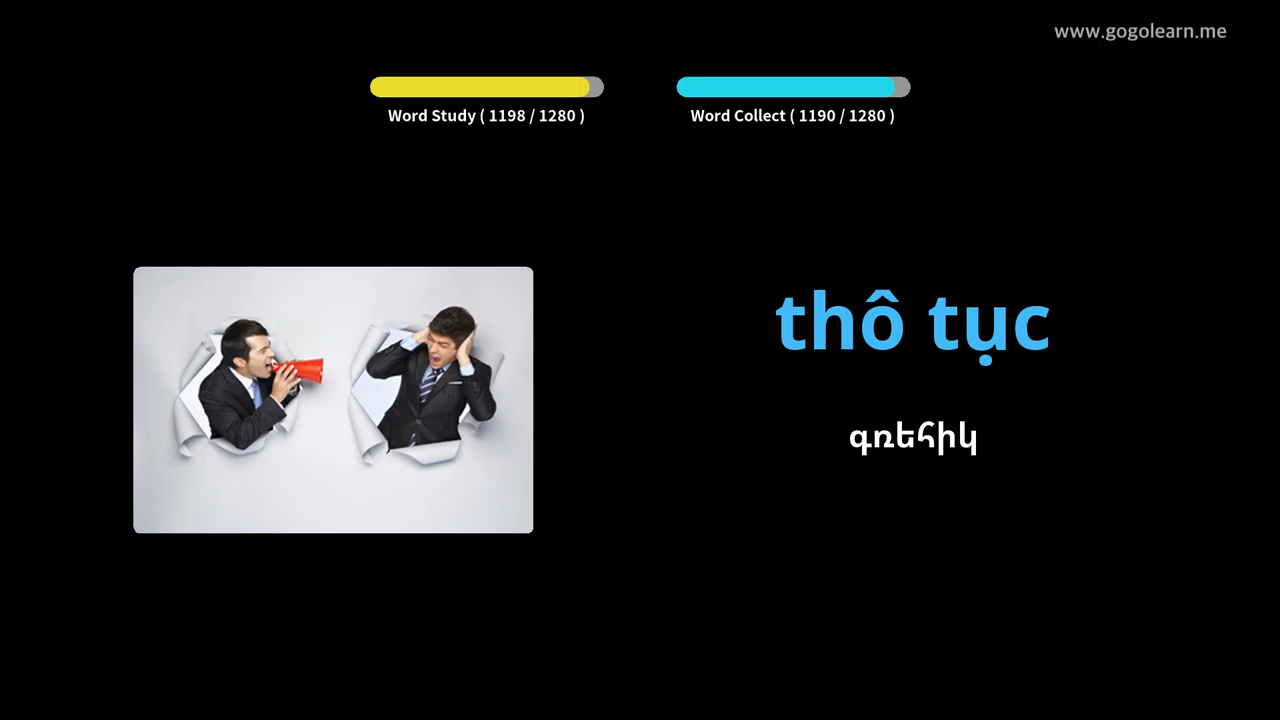 www.gogolearn.me
Word Study ( 1198 / 1280 )
Word Collect ( 1190 / 1280 )
thô tục
գռեհիկ